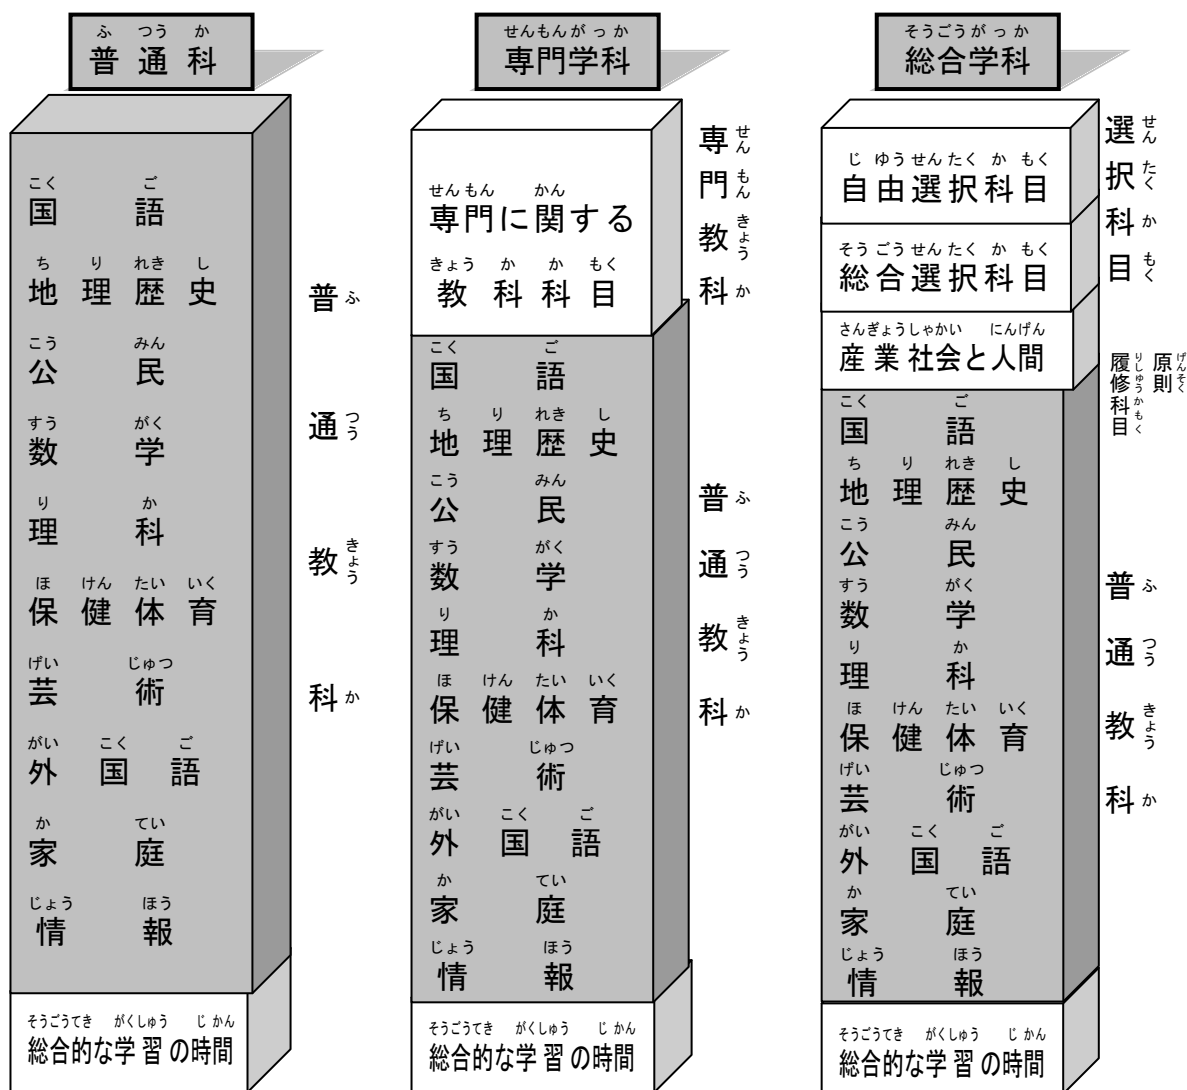 ふつうか
普通科
こくご
国語
ちりれきし
地理歴史
こうみん
公民
すうがく
数学
りか
理科
ほけんたいいく
保健体育
げいじゅつ
芸術
がいこくご
外国語
かてい
家庭
じょうほう
情報
そうごうてき がくしゅう じかん
総合的な学習の時間
普通教科
ふつうきょうか
せんもんがっか
専門学科
せんもん かん
専門に関する
きょうかかもく
教科科目
こくご
国語
ちりれきし
地理歴史
こうみん
公民
すうがく
数学
りか
理科
ほけんたいいく
保健体育
げいじゅつ
芸術
がいこくご
外国語
かてい
家庭
じょうほう
情報
そうごうてき がくしゅう じかん
総合的な学習の時間
専門教科
せんもんきょうか
普通教科
ふつうきょうか
そうごうがっか
総合学科
じゆうせんたくかもく
自由選択科目
そうごうせんたくかもく
総合選択科目
さんぎょうしゃかい にんげん
産業社会と人間
こくご
国語
ちりれきし
地理歴史
こうみん
公民
すうがく
数学
りか
理科
ほけんたいいく
保健体育
げいじゅつ
芸術
がいこくご
外国語
かてい
家庭
じょうほう
情報
そうごうてき がくしゅう じかん
総合的な学習の時間
選択科目
せんたくかもく
原則
げんそく
履修科目
りしゅうかもく
普通教科
ふつうきょうか